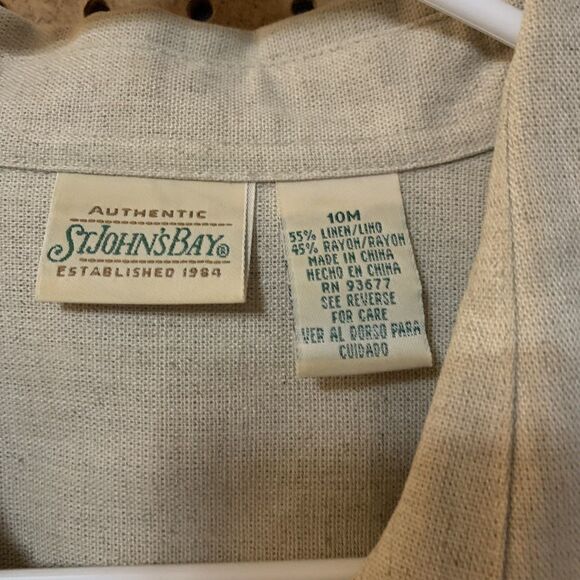 AUTHENTIC
ST.JOHN'S BAY®
ESTABLISHED 1984
10M
55% LINEN/LINO
45% RAYON/RAYON
MADE IN CHINA
HECHO EN CHINA
RN 93677
SEE REVERSE
FOR CARE
VER AL DORSO PARA
CUIDADO